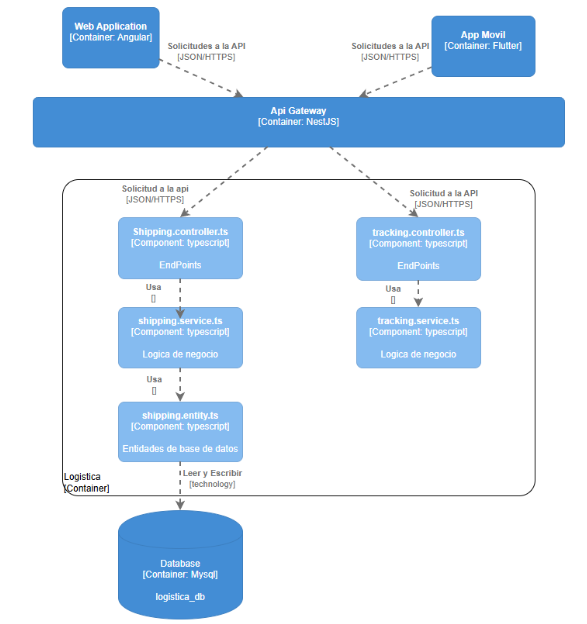 Web Application
[Container: Angular]
App Movil
[Container: Flutter]
Solicitudes a la API
[JSON/HTTPS]
Solicitudes a la API
[JSON/HTTPS]
Api Gateway
[Container: NestJS]
Solicitud a la api
[JSON/HTTPS]
Solicitud a la API
[JSON/HTTPS]
Shipping.controller.ts
[Component: typescript]
EndPoints
tracking.controller.ts
[Component: typescript]
EndPoints
Usa
[]
Usa
[]
shipping.service.ts
[Component: typescript]
Logica de negocio
tracking.service.ts
[Component: typescript]
Logica de negocio
Usa
[]
shipping.entity.ts
[Component: typescript]
Entidades de base de datos
Leer y Escribir
[technology]
Logistica
[Container]
Database
[Container: Mysql]
logistica_db